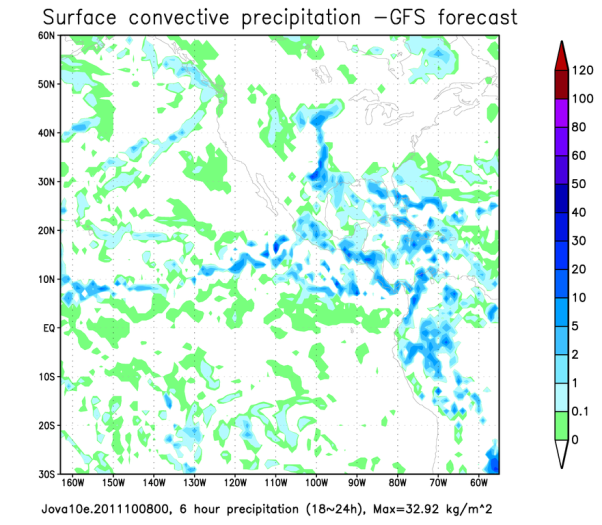 Surface convective precipitation −GFS forecast
60N
50N
40N
30N
20N
10N
EQ
10S
20S
30S
160W 150W 140W 130W 120W 110W 100W 90W 80W 70W 60W
120
100
80
60
50
40
30
20
10
5
2
1
0.1
0
Jova10e.2011100800, 6 hour precipitation (18~24h), Max=32.92 kg/m^2